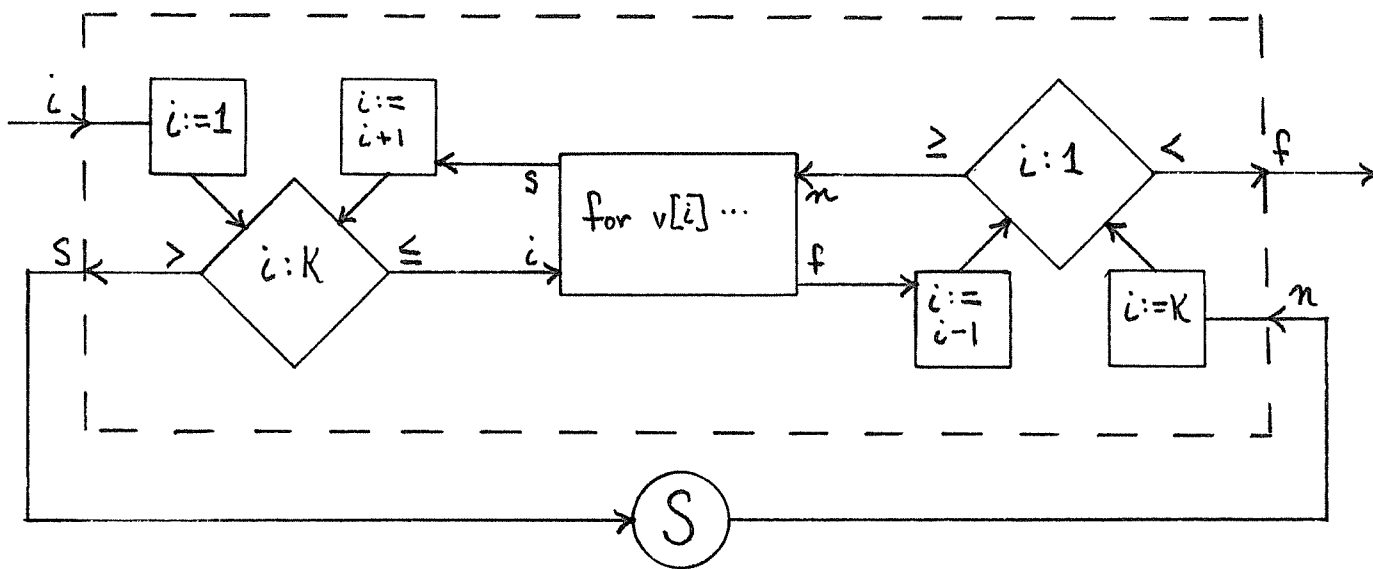 i
i:=1
i:=
i+1
s
for v[i] ...
≥
n
i:1
<
f
S
>
i:K
≤
i
f
i:=
i-1
i:=K
n
S